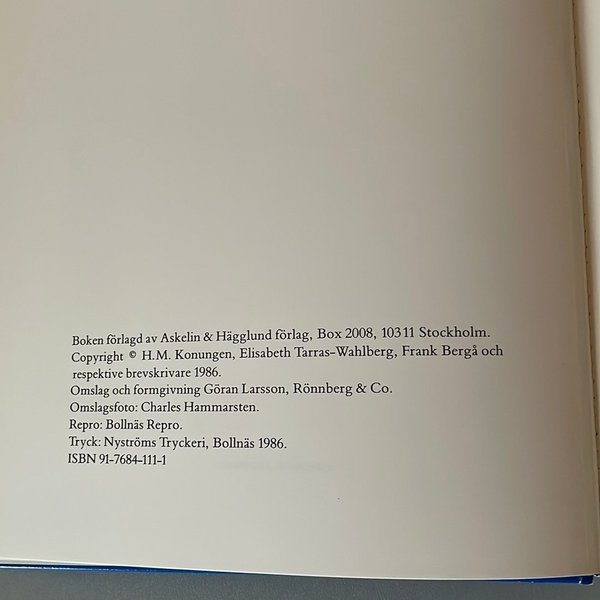 Boken förlagd av Askelin & Hägglund förlag, Box 2008, 10311 Stockholm.
Copyright © H.M. Konungen, Elisabeth Tarras-Wahlberg, Frank Bergå och
respektive brevskrivare 1986.
Omslag och formgivning Göran Larsson, Rönnberg & Co.
Omslagsfoto: Charles Hammarsten.
Repro: Bollnäs Repro.
Tryck: Nyströms Tryckeri, Bollnäs 1986.
ISBN 91-7684-111-1